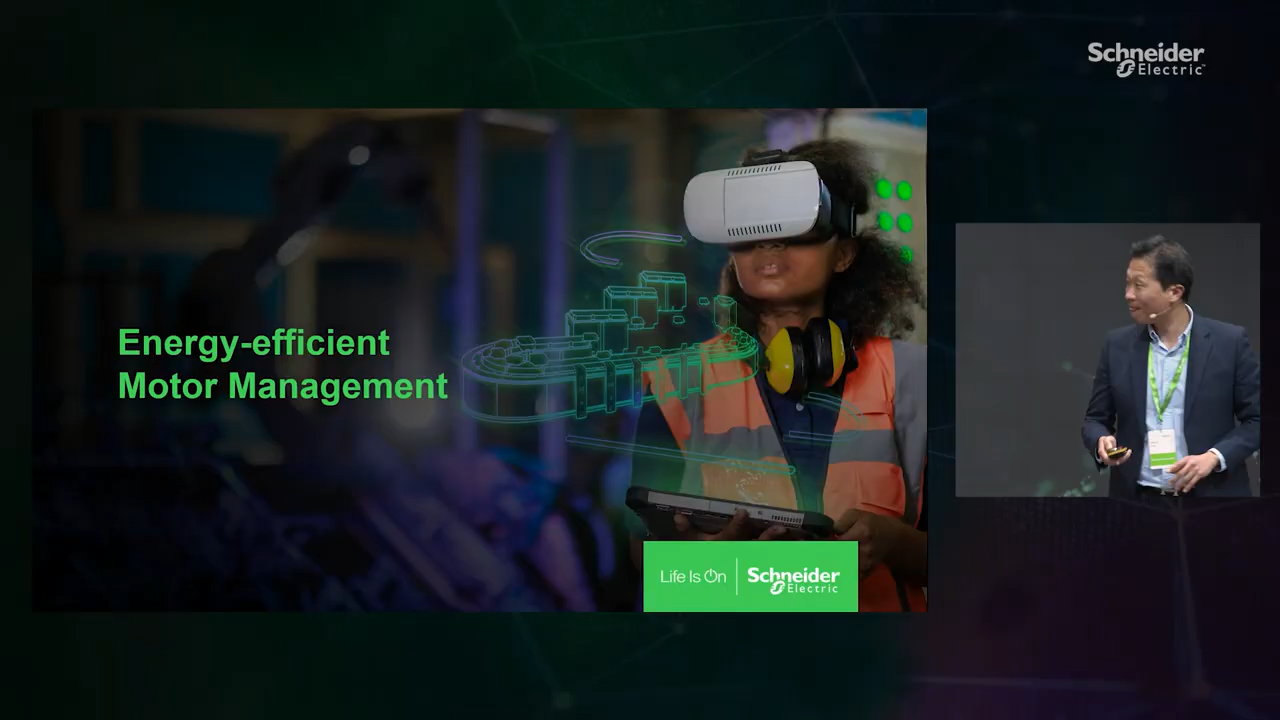 Schneider
Electric
Energy-efficient
Motor Management
Life Is On
Schneider
Electric